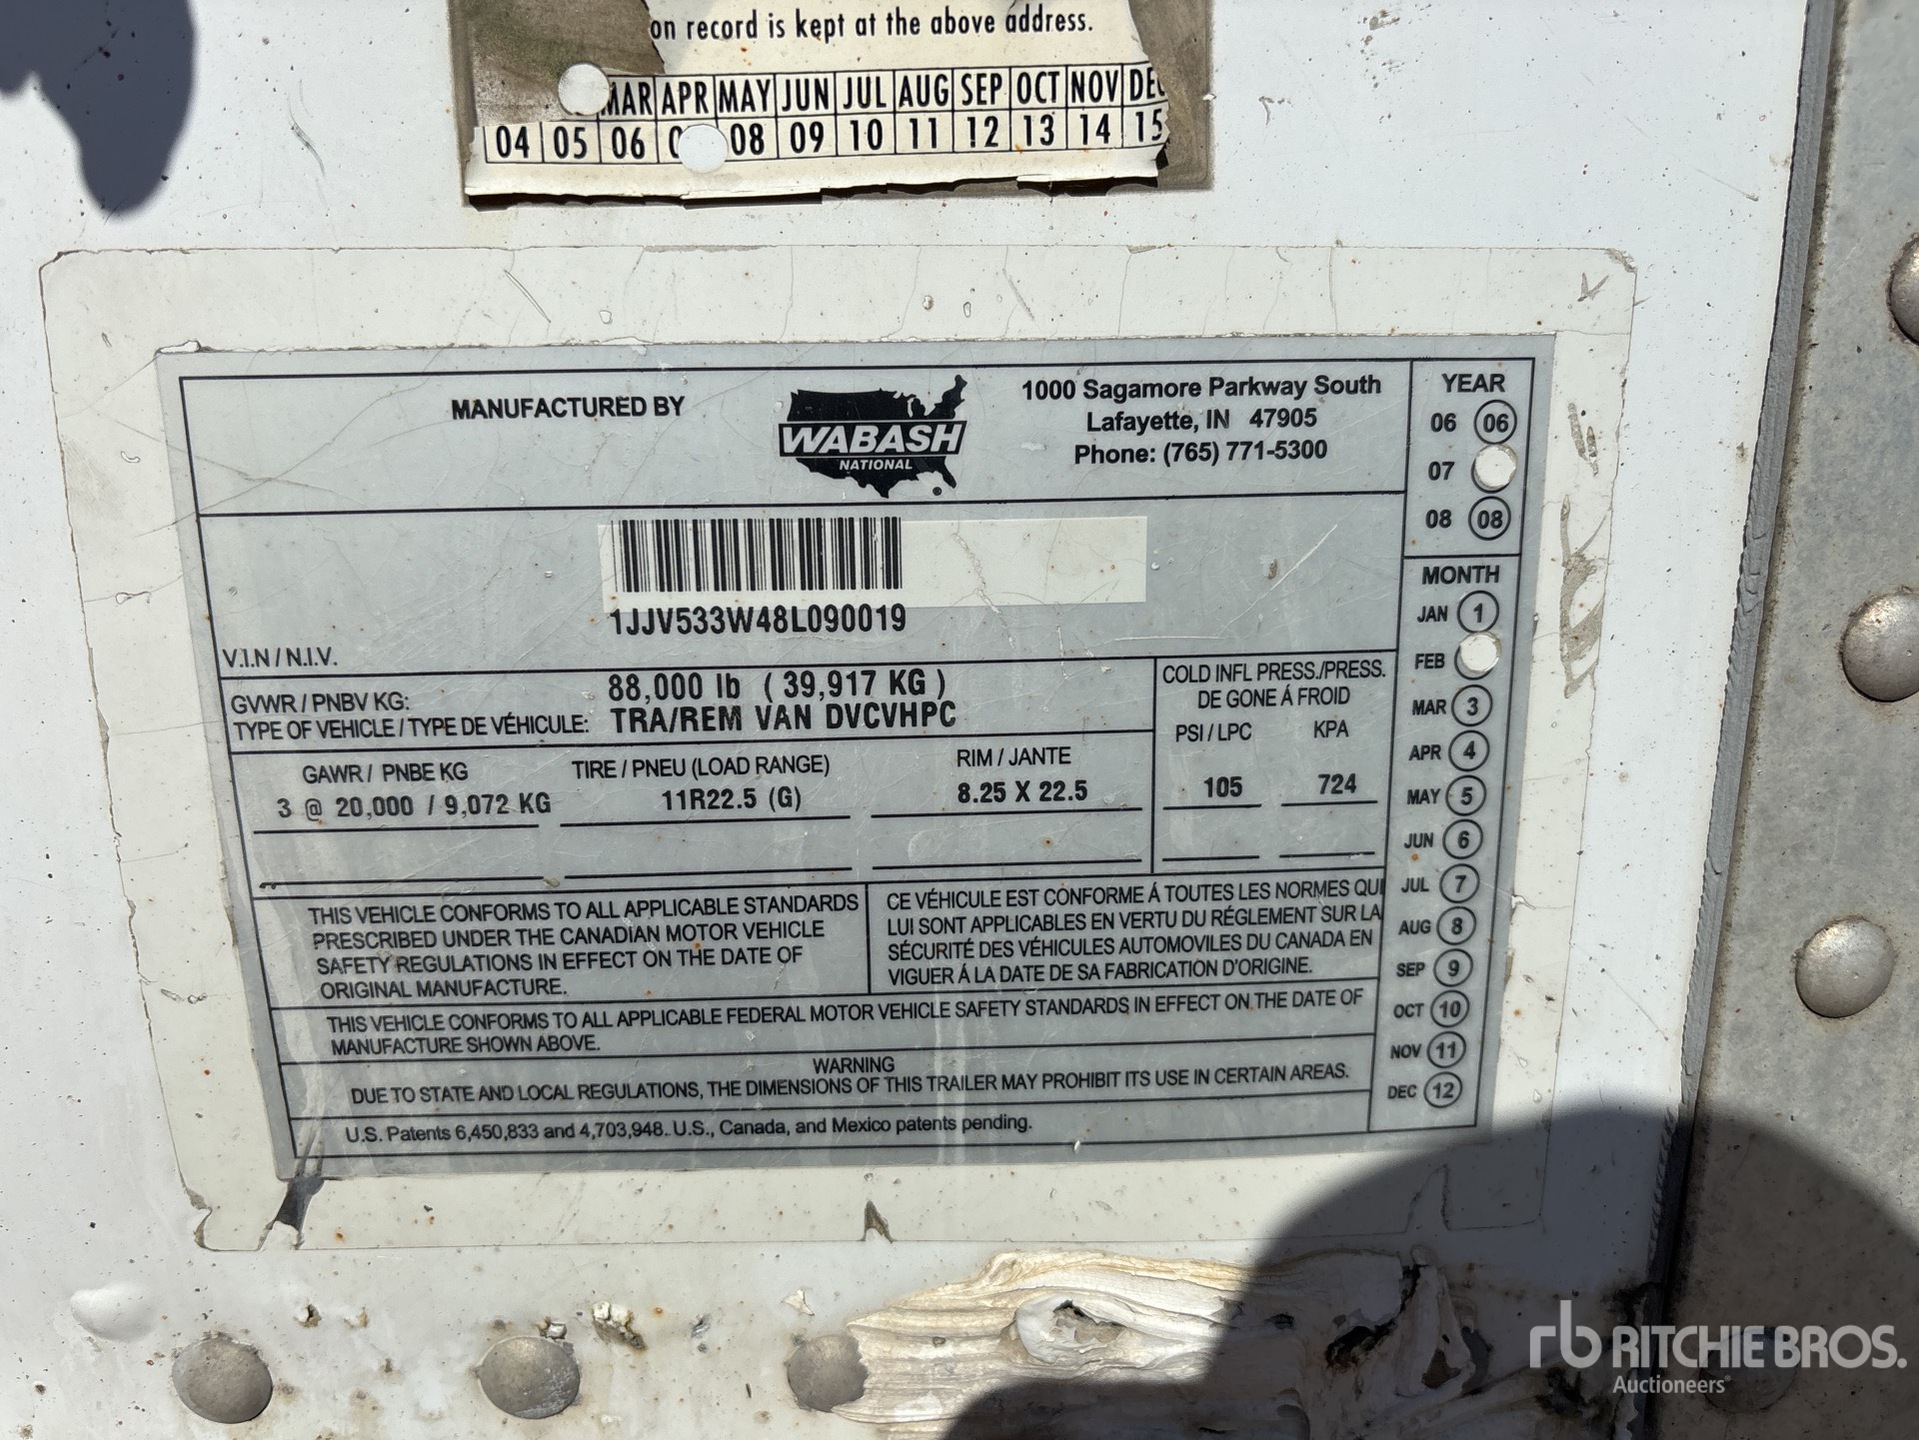 on record is kept at the above address.
MAR APR MAY JUN JUL AUG SEP OCT NOV DEC
04 05 06 08 09 10 11 12 13 14 15
MANUFACTURED BY
WABASH
NATIONAL
1000 Sagamore Parkway South
Lafayette, IN 47905
Phone: (765) 771-5300
1JJV533W48L090019
V.I.N / N.I.V.
GVWR / PNBV KG: 88,000 lb ( 39,917 KG )
TYPE OF VEHICLE / TYPE DE VÉHICULE: TRA/REM VAN DVCVHPC
COLD INFL PRESS./PRESS.
DE GONE Á FROID
PSI / LPC KPA
105 724
GAWR / PNBE KG TIRE / PNEU (LOAD RANGE) RIM / JANTE
3 @ 20,000 / 9,072 KG 11R22.5 (G) 8.25 X 22.5
THIS VEHICLE CONFORMS TO ALL APPLICABLE STANDARDS
PRESCRIBED UNDER THE CANADIAN MOTOR VEHICLE
SAFETY REGULATIONS IN EFFECT ON THE DATE OF
ORIGINAL MANUFACTURE.
CE VÉHICULE EST CONFORME Á TOUTES LES NORMES QUI
LUI SONT APPLICABLES EN VERTU DU RÉGLEMENT SUR LA
SÉCURITÉ DES VÉHICULES AUTOMOVILES DU CANADA EN
VIGUER Á LA DATE DE SA FABRICATION D'ORIGINE.
THIS VEHICLE CONFORMS TO ALL APPLICABLE FEDERAL MOTOR VEHICLE SAFETY STANDARDS IN EFFECT ON THE DATE OF
MANUFACTURE SHOWN ABOVE.
WARNING
DUE TO STATE AND LOCAL REGULATIONS, THE DIMENSIONS OF THIS TRAILER MAY PROHIBIT ITS USE IN CERTAIN AREAS.
U.S. Patents 6,450,833 and 4,703,948. U.S., Canada, and Mexico patents pending.
YEAR
06 06
07
08 08
MONTH
JAN 1
FEB
MAR 3
APR 4
MAY 5
JUN 6
JUL 7
AUG 8
SEP 9
OCT 10
NOV 11
DEC 12
rb RITCHIE BROS.
Auctioneers